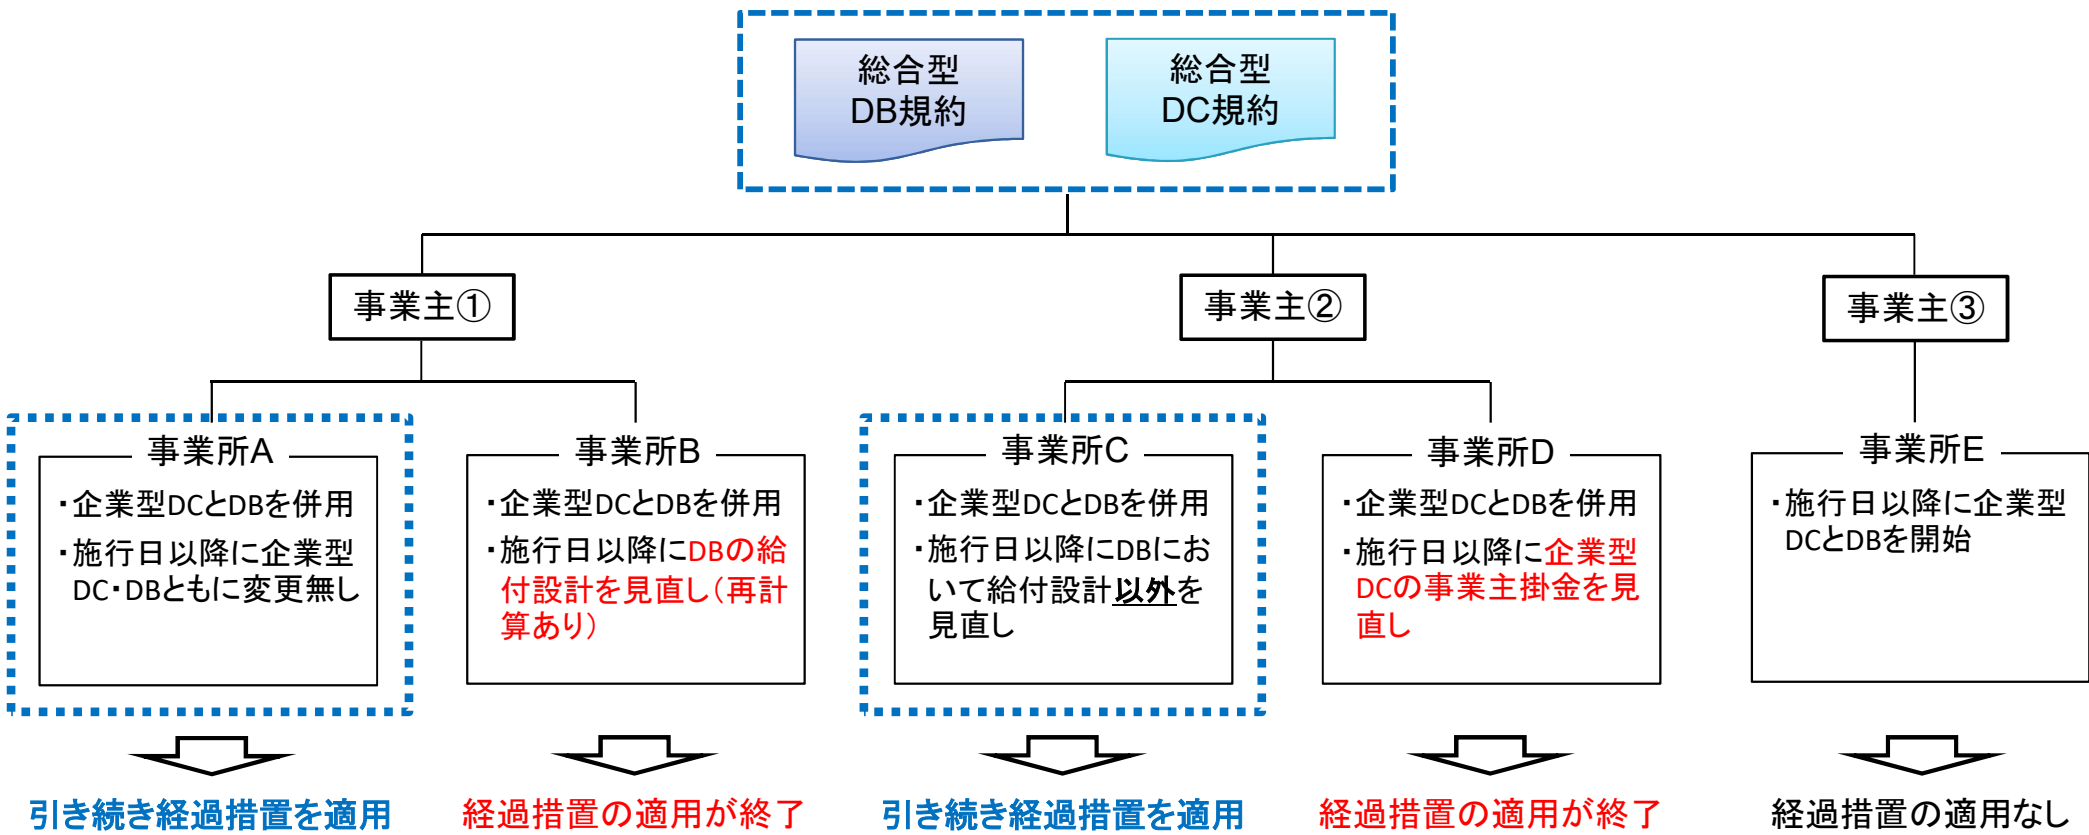 総合型
DB規約
総合型
DC規約
事業主①
事業主②
事業主③
事業所A
・企業型DCとDBを併用
・施行日以降に企業型
DC・DBともに変更無し
引き続き経過措置を適用
事業所B
・企業型DCとDBを併用
・施行日以降にDBの給
付設計を見直し（再計
算あり）
経過措置の適用が終了
事業所C
・企業型DCとDBを併用
・施行日以降にDBにお
いて給付設計以外を
見直し
引き続き経過措置を適用
事業所D
・企業型DCとDBを併用
・施行日以降に企業型
DCの事業主掛金を見
直し
経過措置の適用が終了
事業所E
・施行日以降に企業型
DCとDBを開始
経過措置の適用なし